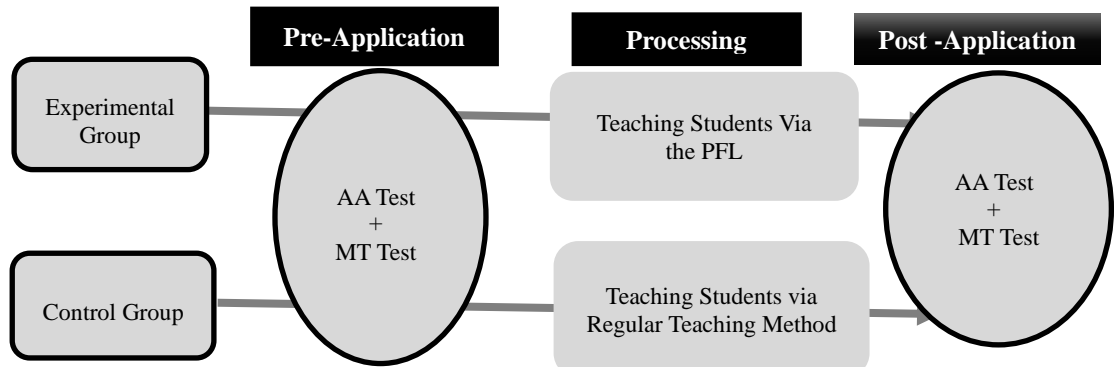 Pre-Application
Processing
Post -Application
Experimental
Group
AA Test
+
MT Test
Teaching Students Via
the PFL
AA Test
+
MT Test
Control Group
Teaching Students via
Regular Teaching Method